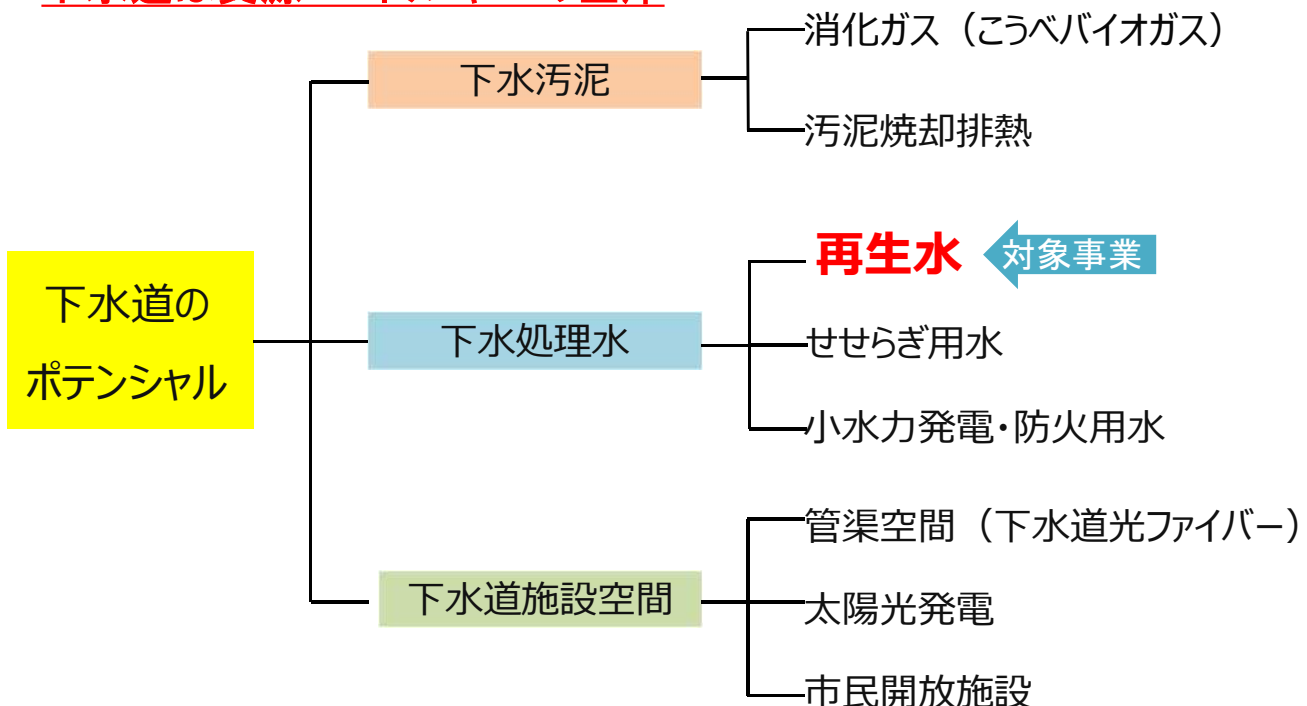 消化ガス（こうべバイオガス）
下水汚泥
汚泥焼却排熱
再生水
対象事業
下水道の
ポテンシャル
下水処理水
せせらぎ用水
小水力発電・防火用水
管渠空間（下水道光ファイバー）
下水道施設空間
太陽光発電
市民開放施設